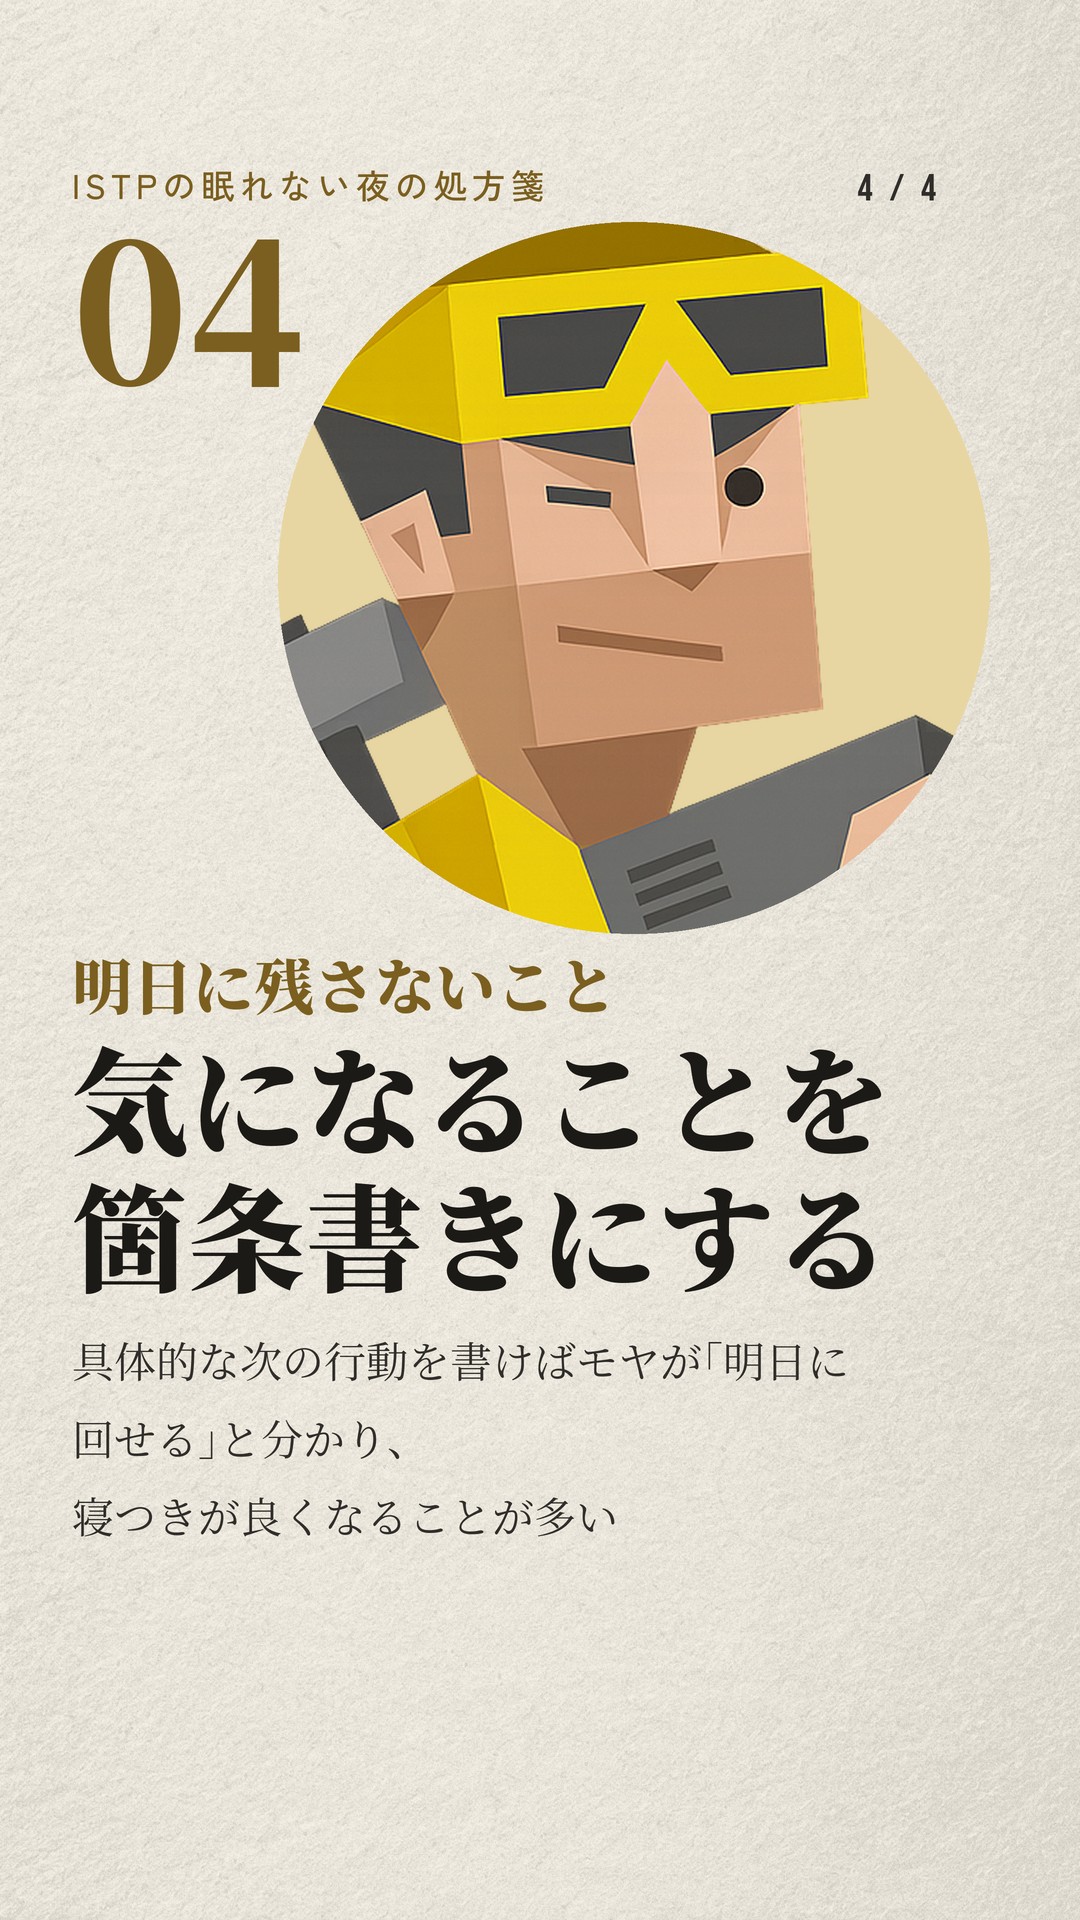 ISTPの眠れない夜の処方箋
4 / 4
04
明日に残さないこと
気になることを
箇条書きにする
具体的な次の行動を書けばモヤが「明日に
回せる」と分かり、
寝つきが良くなることが多い